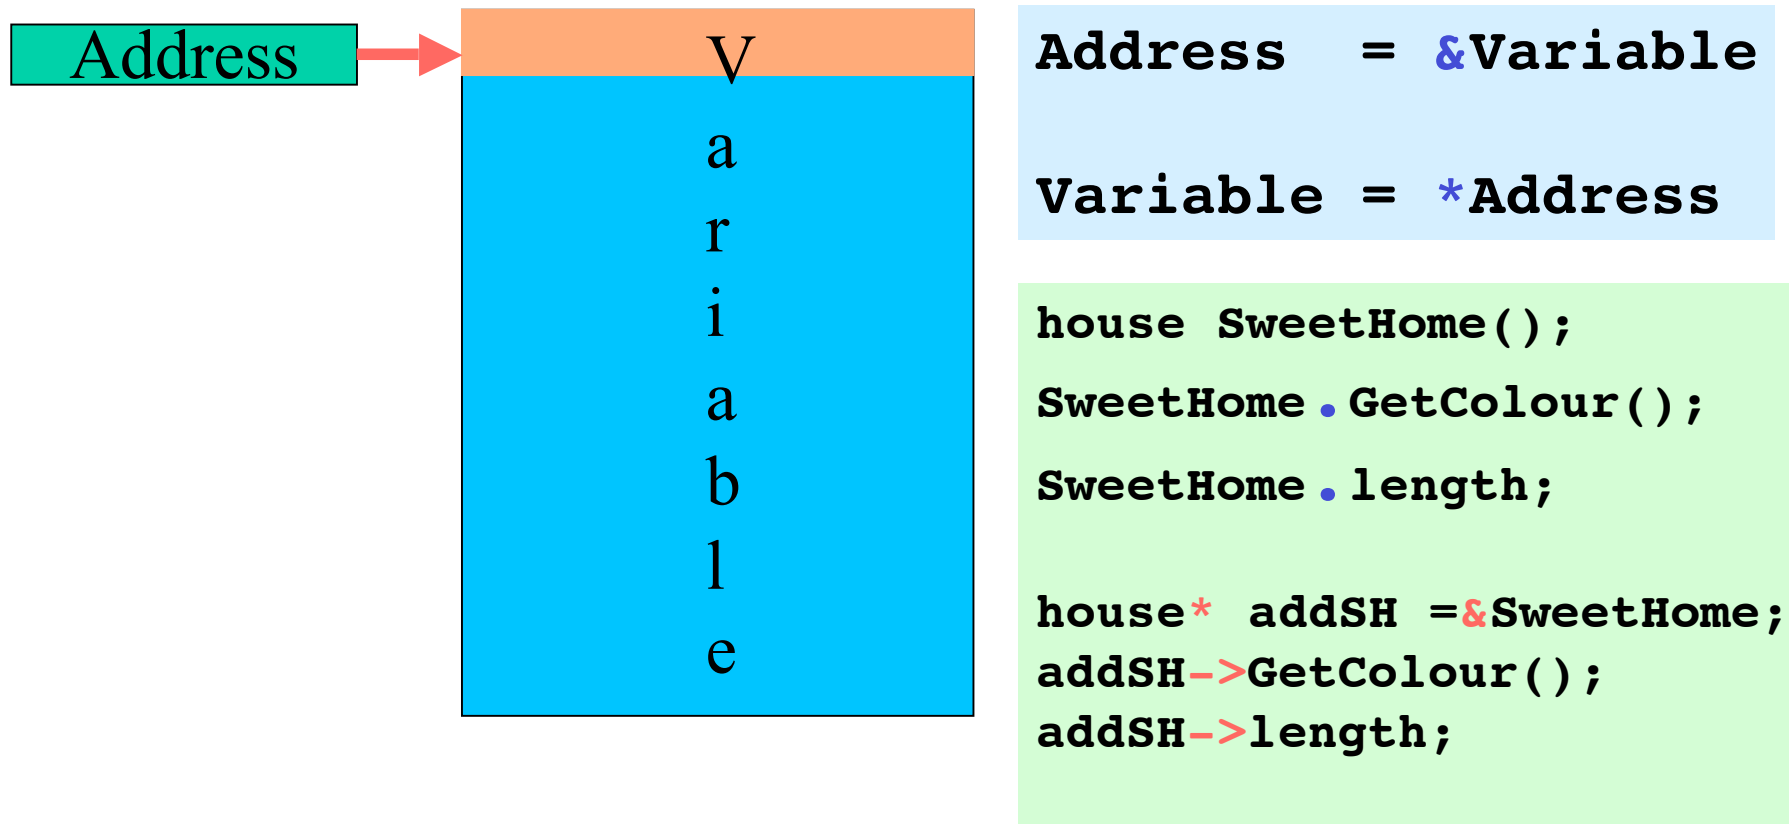 Address
V
a
r
i
a
b
l
e
Address  = &Variable
Variable = *Address
house SweetHome();
SweetHome.GetColour();
SweetHome.length;
house* addSH =&SweetHome;
addSH->GetColour();
addSH->length;